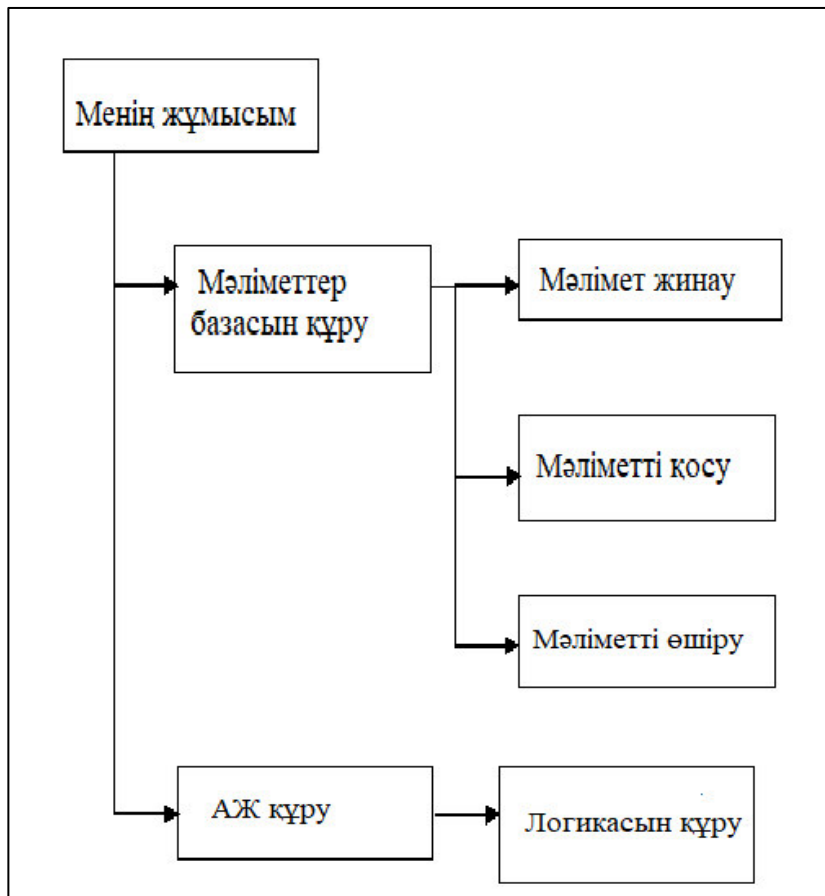 Менің жұмысым
Мәліметтер
базасын құру
Мәлімет жинау
Мәліметті қосу
Мәліметті өшіру
АЖ құру
Логикасын құру